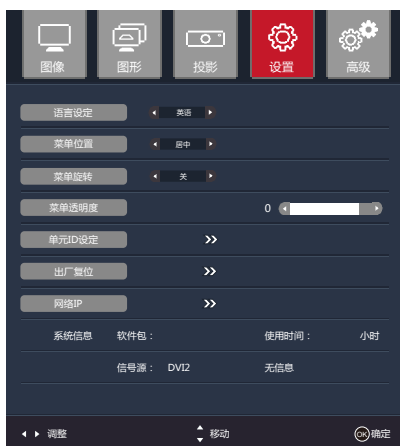 图像 图形 投影 设置 高级
语言设定 英语
菜单位置 居中
菜单旋转 关
菜单透明度 0
单元ID设定 >>
出厂复位 >>
网络IP >>
系统信息 软件包： 使用时间： 小时
信号源： DVI2 无信息
调整 移动 OK 确定